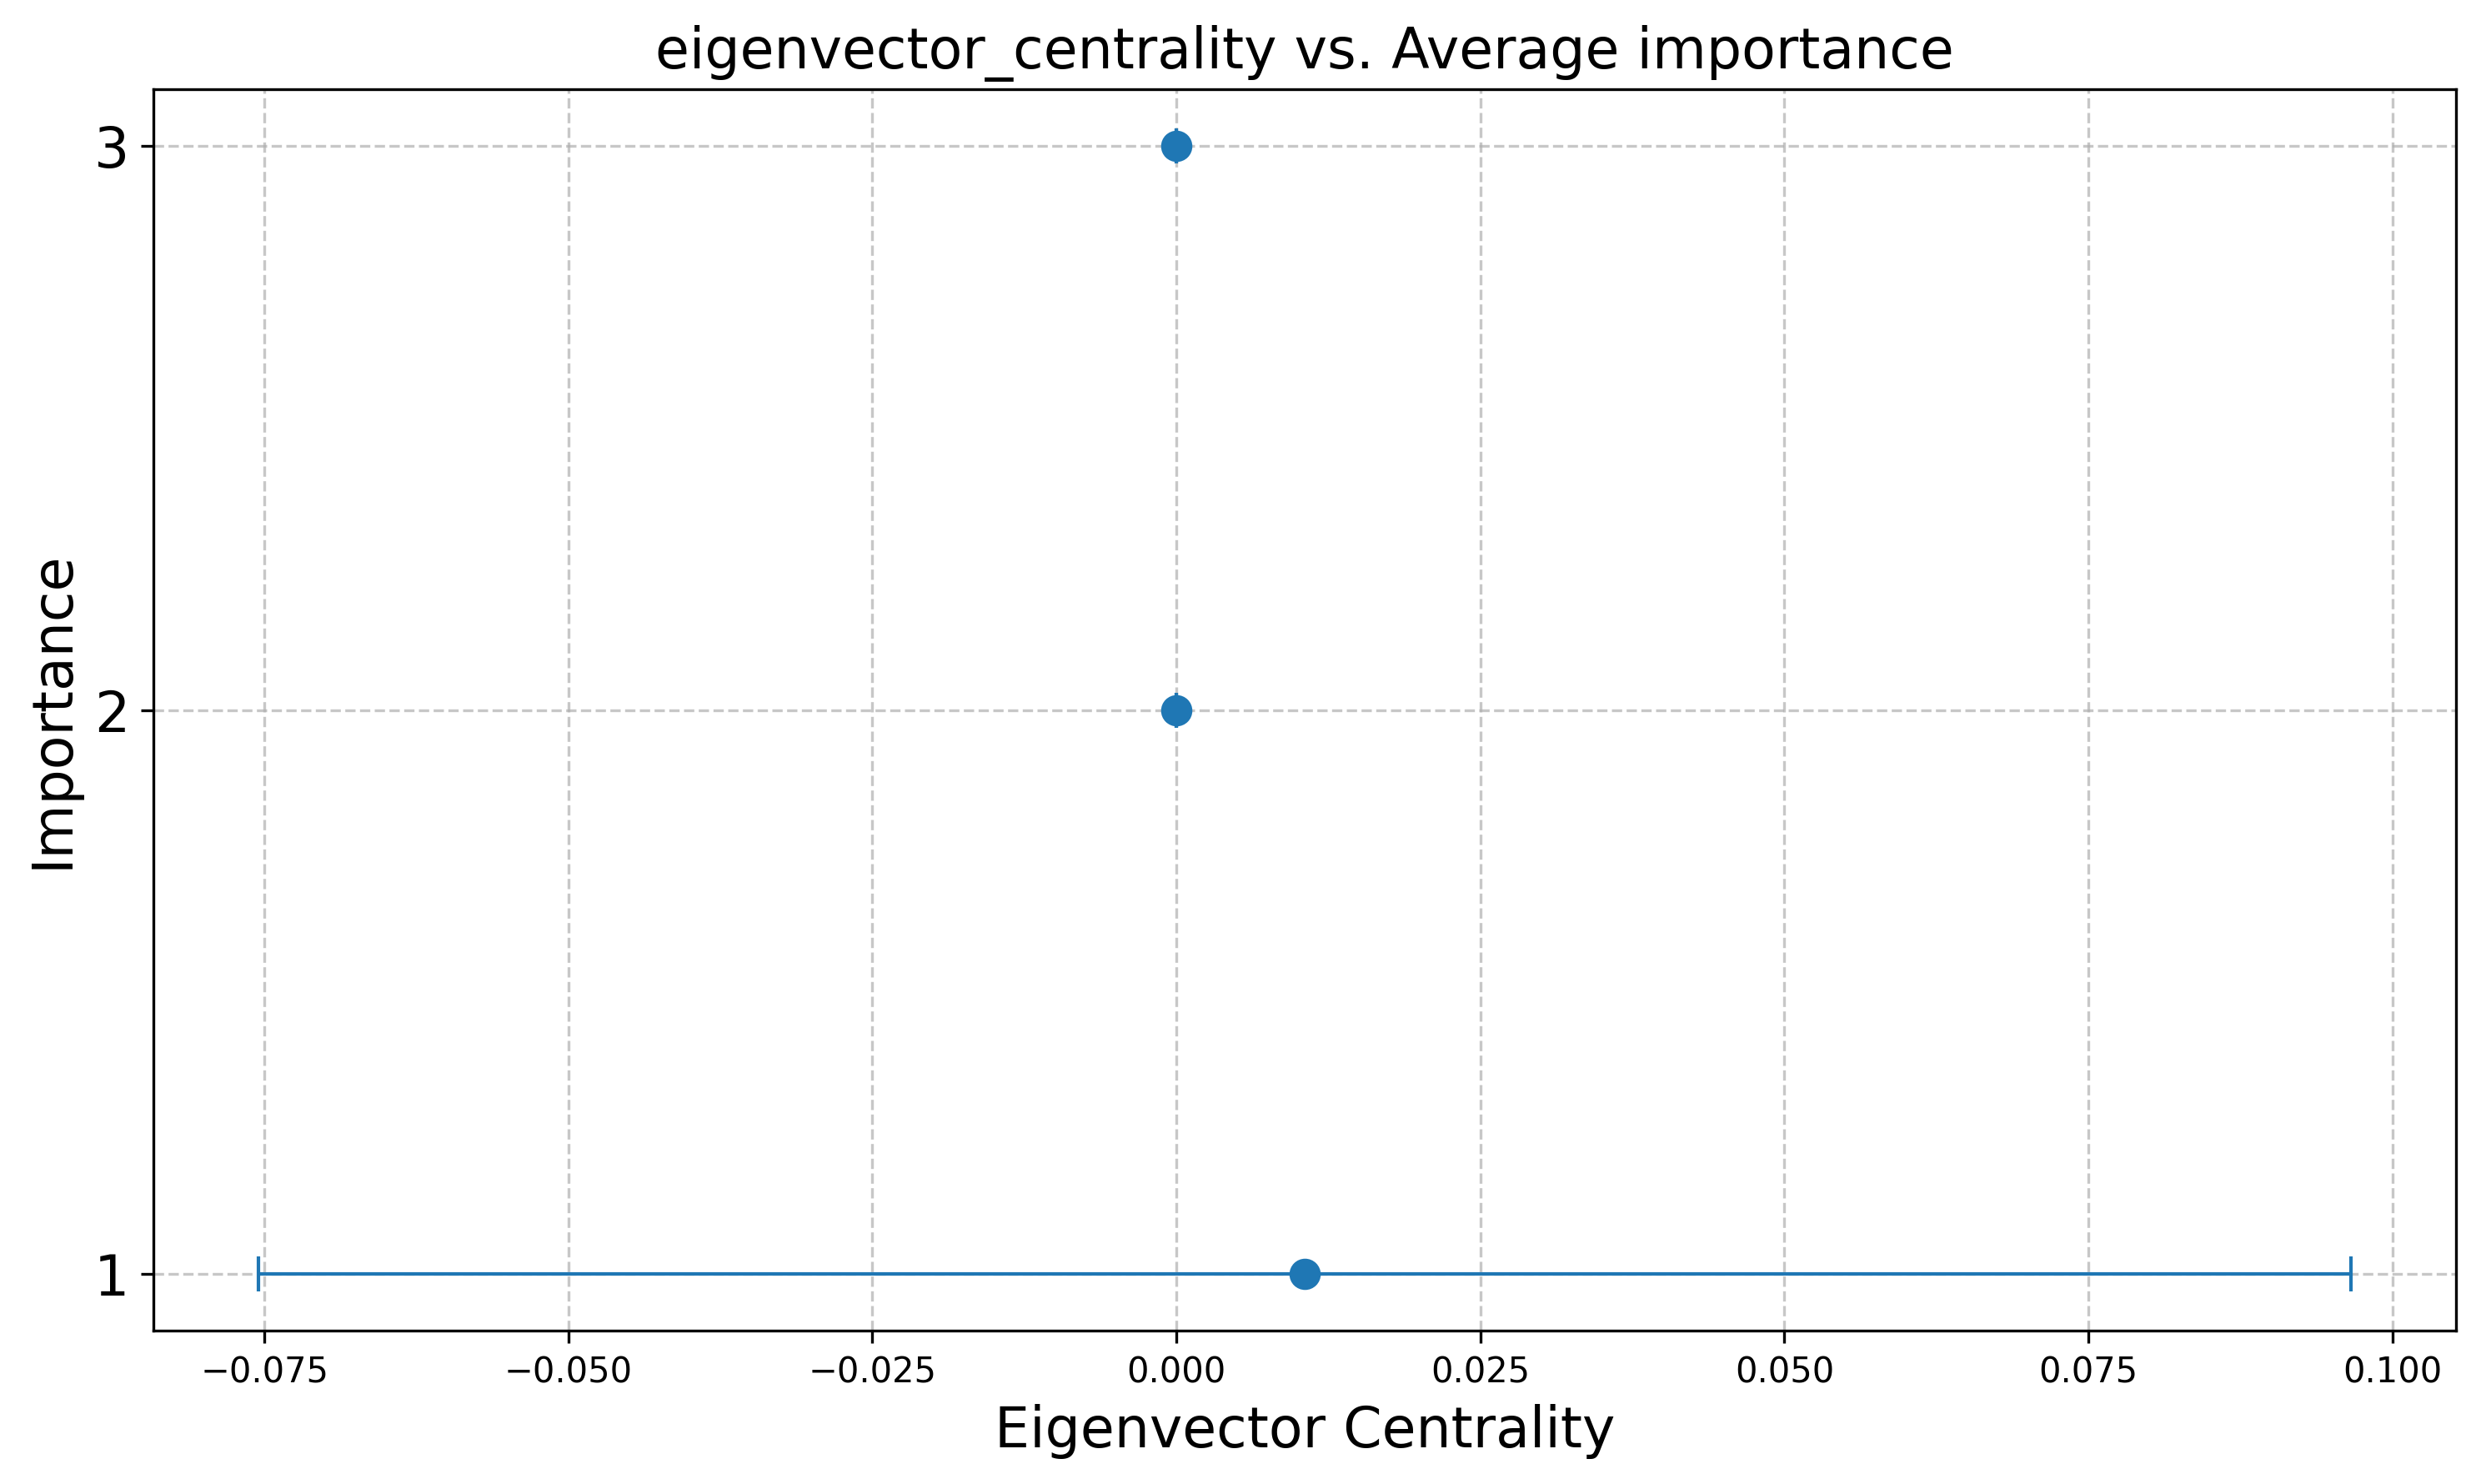 eigenvector_centrality vs. Average importance
3
2
1
Importance
−0.075 −0.050 −0.025 0.000 0.025 0.050 0.075 0.100
Eigenvector Centrality